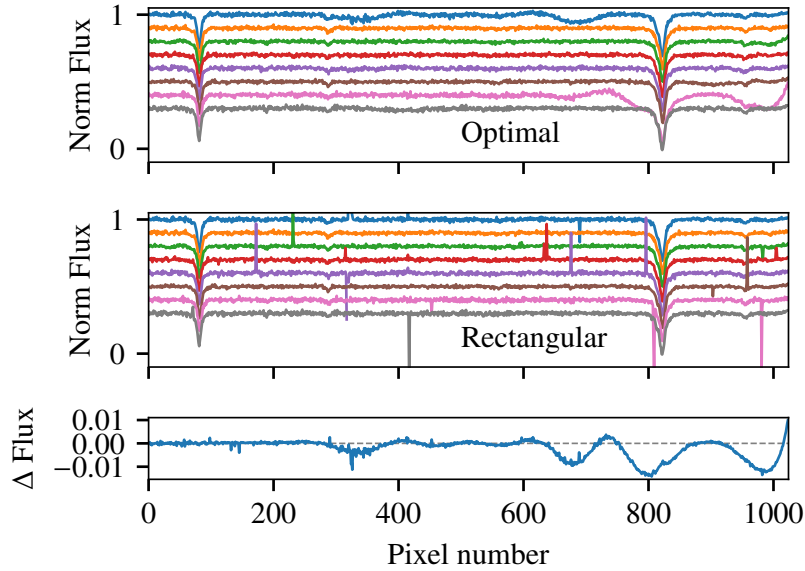 1
Norm Flux
Optimal
0
1
Norm Flux
Rectangular
0
0.01
0.00
−0.01
Δ Flux
0 200 400 600 800 1000
Pixel number